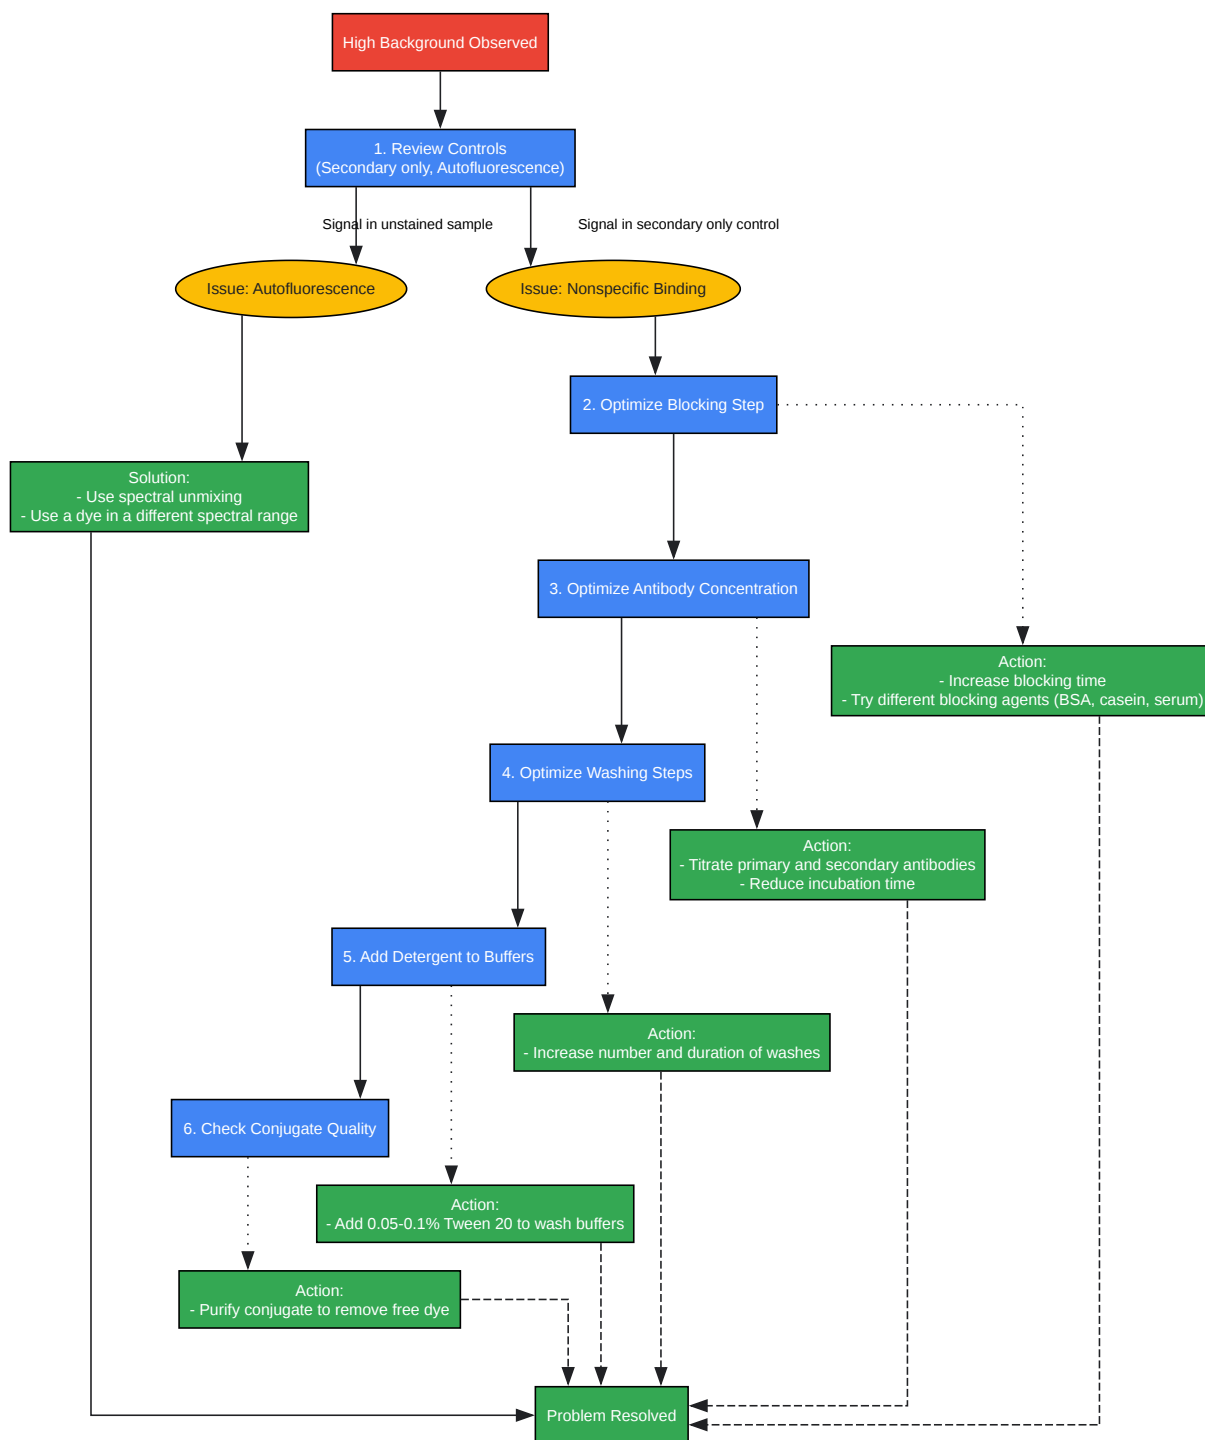 High Background Observed
1. Review Controls
(Secondary only, Autofluorescence)
Signal in unstained sample
Signal in secondary only control
Issue: Autofluorescence
Issue: Nonspecific Binding
2. Optimize Blocking Step
Solution:
- Use spectral unmixing
- Use a dye in a different spectral range
3. Optimize Antibody Concentration
Action:
- Increase blocking time
- Try different blocking agents (BSA, casein, serum)
4. Optimize Washing Steps
Action:
- Titrate primary and secondary antibodies
- Reduce incubation time
5. Add Detergent to Buffers
Action:
- Increase number and duration of washes
6. Check Conjugate Quality
Action:
- Add 0.05-0.1% Tween 20 to wash buffers
Action:
- Purify conjugate to remove free dye
Problem Resolved